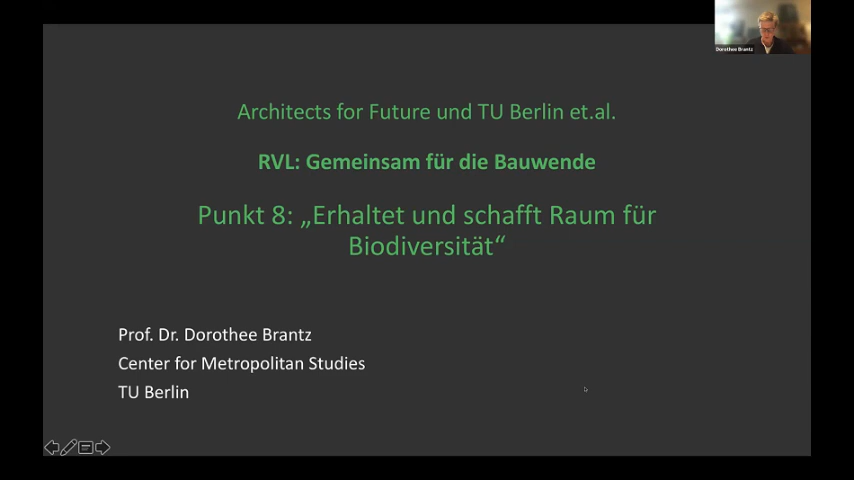 Dorothee Brantz
Architects for Future und TU Berlin et.al.
RVL: Gemeinsam für die Bauwende
Punkt 8: „Erhaltet und schafft Raum für
Biodiversität“
Prof. Dr. Dorothee Brantz
Center for Metropolitan Studies
TU Berlin